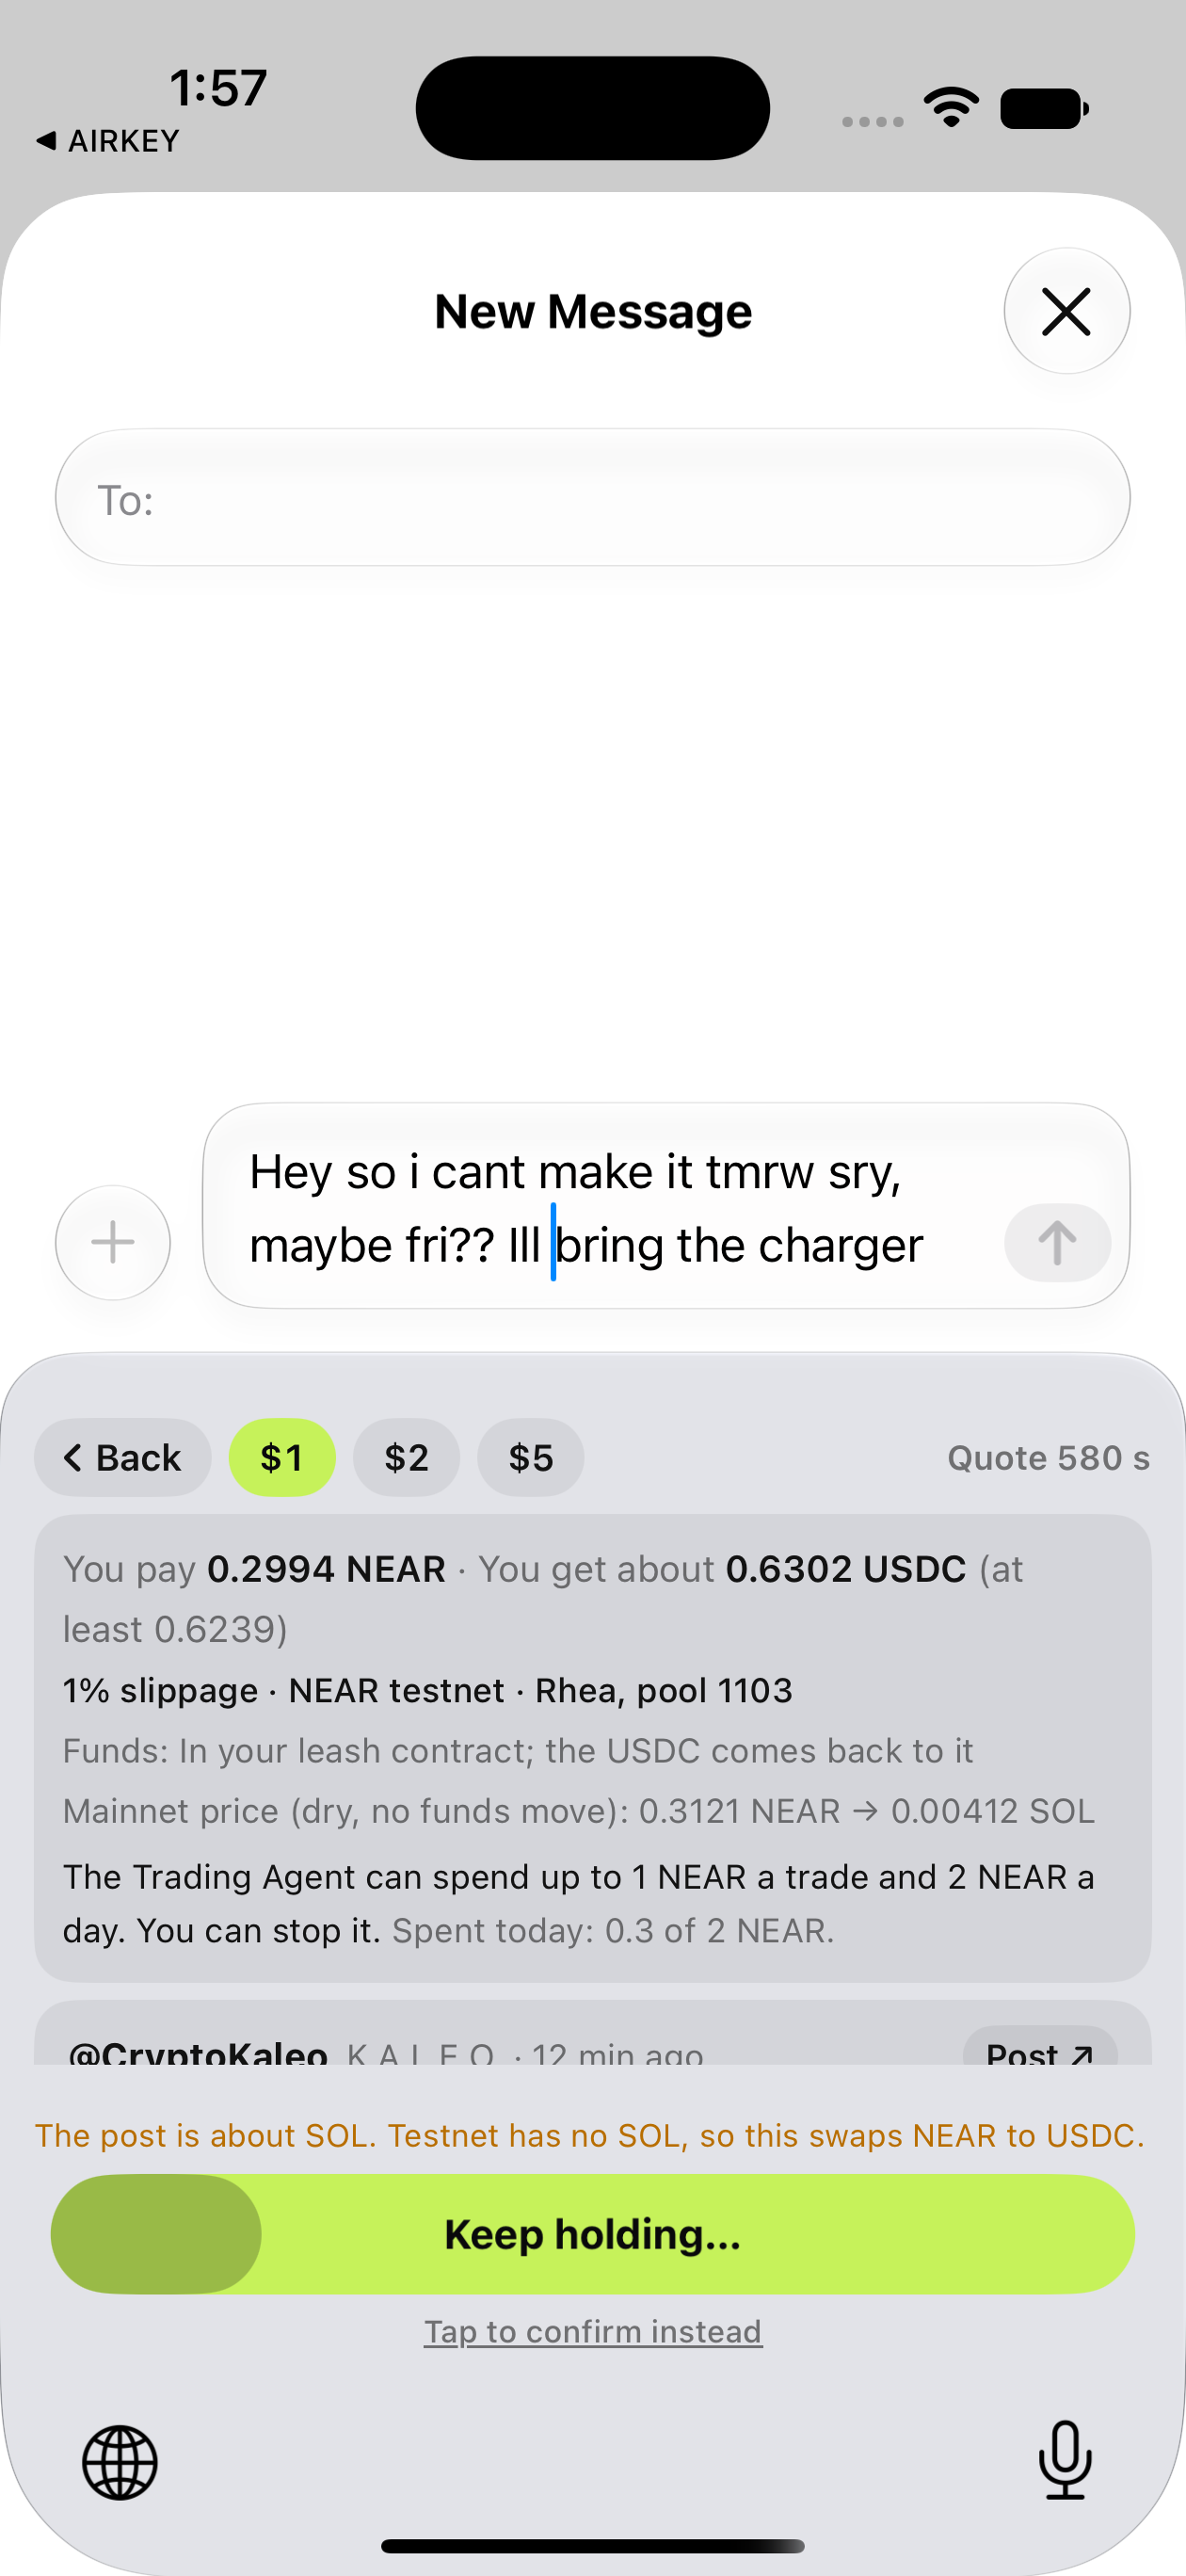 1:57
AIRKEY
New Message
To:
Hey so i cant make it tmrw sry,
maybe fri?? Ill bring the charger
Back $1 $2 $5 Quote 580 s
You pay 0.2994 NEAR · You get about 0.6302 USDC (at
least 0.6239)
1% slippage · NEAR testnet · Rhea, pool 1103
Funds: In your leash contract; the USDC comes back to it
Mainnet price (dry, no funds move): 0.3121 NEAR → 0.00412 SOL
The Trading Agent can spend up to 1 NEAR a trade and 2 NEAR a
day. You can stop it. Spent today: 0.3 of 2 NEAR.
@CryptoKaleo K A L E O · 12 min ago Post ↗
The post is about SOL. Testnet has no SOL, so this swaps NEAR to USDC.
Keep holding...
Tap to confirm instead